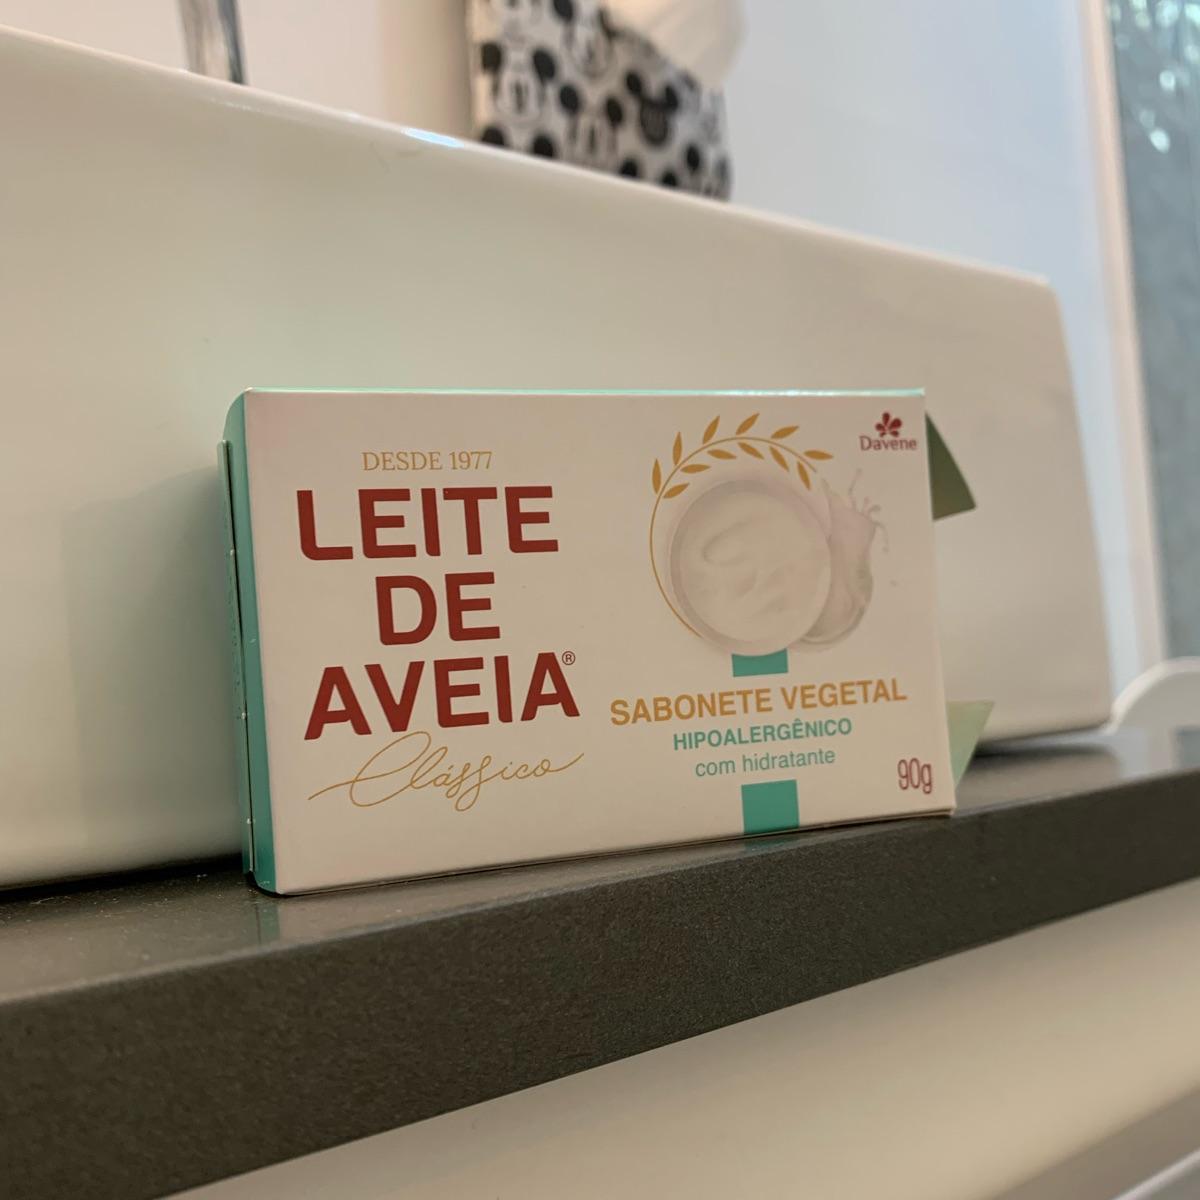 DESDE 1977
LEITE
DE
AVEIA®
Clássico
Davene
SABONETE VEGETAL
HIPOALERGÊNICO
com hidratante
90g